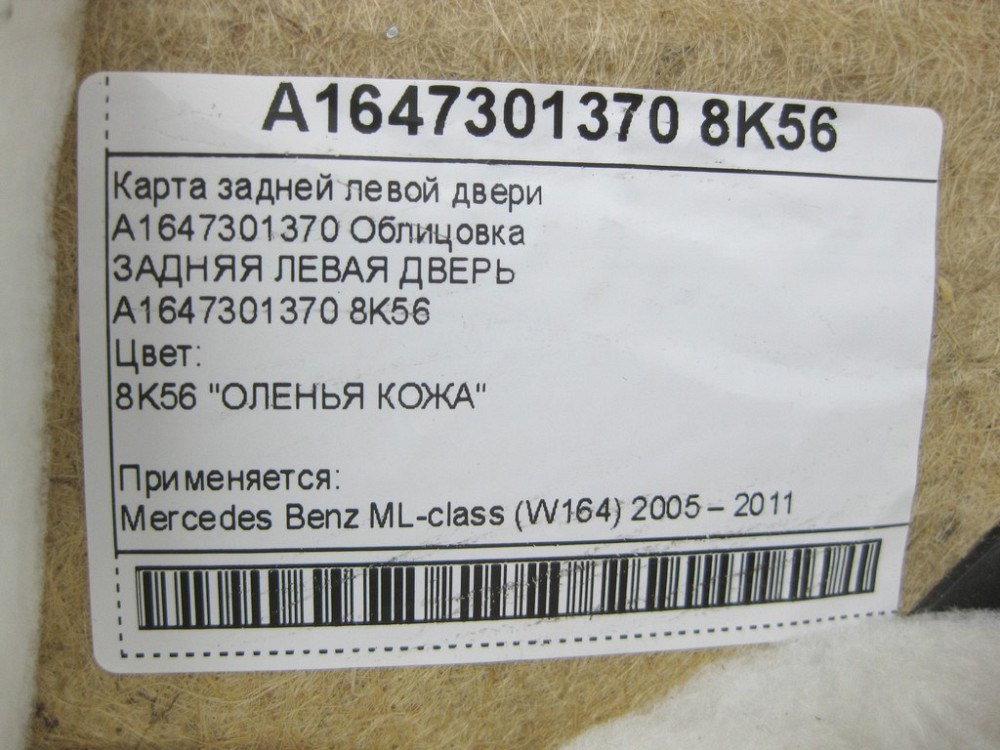 A1647301370 8K56
Карта задней левой двери
A1647301370 Облицовка
ЗАДНЯЯ ЛЕВАЯ ДВЕРЬ
A1647301370 8K56
Цвет:
8K56 "ОЛЕНЬЯ КОЖА"
Применяется:
Mercedes Benz ML-class (W164) 2005 – 2011